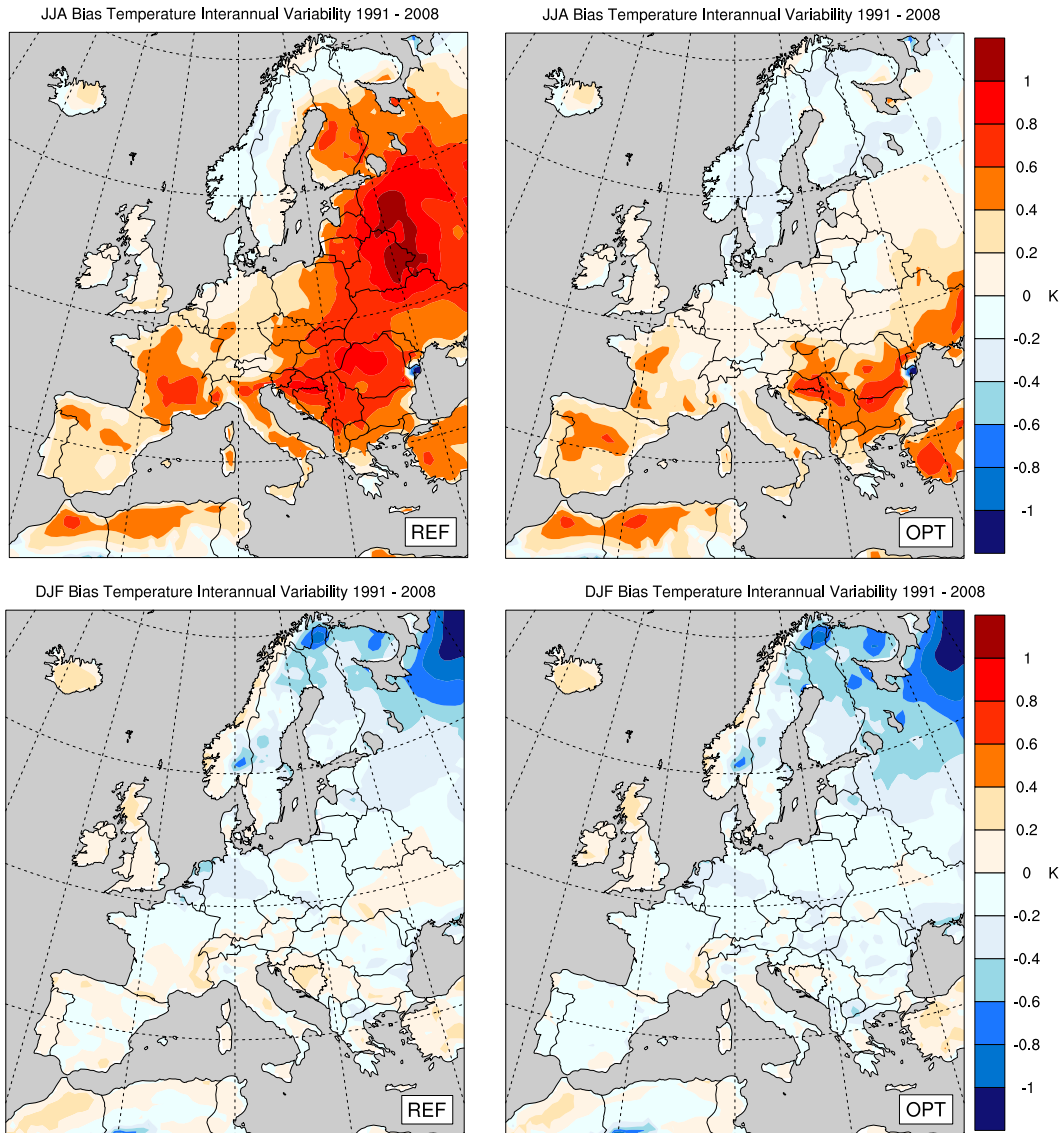 JJA Bias Temperature Interannual Variability 1991 - 2008
JJA Bias Temperature Interannual Variability 1991 - 2008
REF
OPT
1
0.8
0.6
0.4
0.2
0 K
-0.2
-0.4
-0.6
-0.8
-1
DJF Bias Temperature Interannual Variability 1991 - 2008
DJF Bias Temperature Interannual Variability 1991 - 2008
REF
OPT
1
0.8
0.6
0.4
0.2
0 K
-0.2
-0.4
-0.6
-0.8
-1